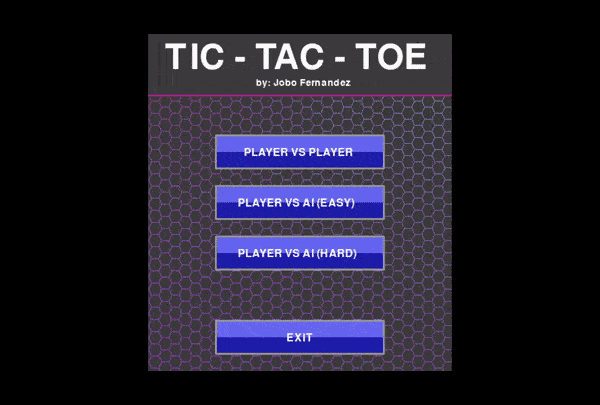 TIC - TAC - TOE
by: Jobo Fernandez
PLAYER VS PLAYER
PLAYER VS AI (EASY)
PLAYER VS AI (HARD)
EXIT